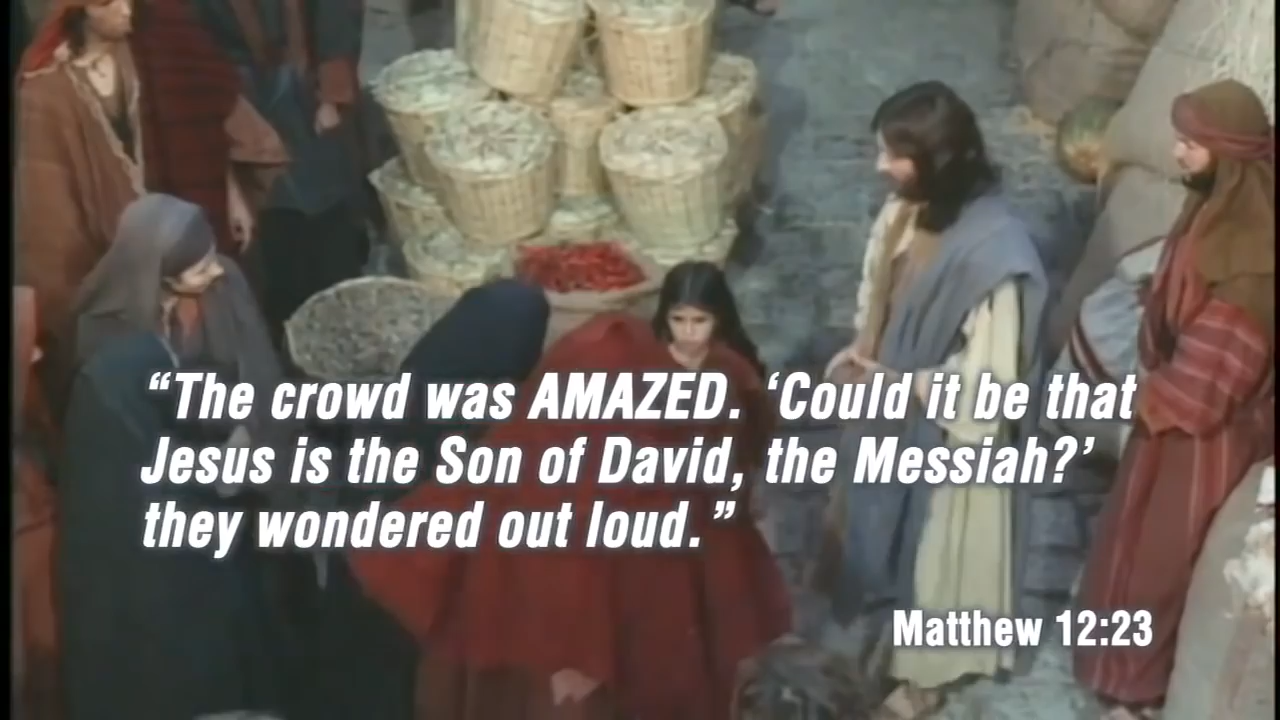 “The crowd was AMAZED. ‘Could it be that
Jesus is the Son of David, the Messiah?’
they wondered out loud.”
Matthew 12:23